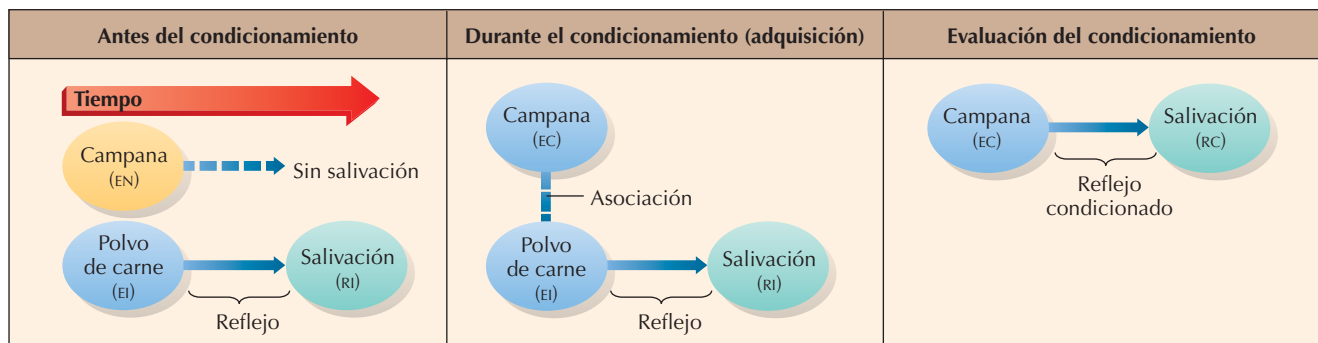 Antes del condicionamiento
Tiempo
Campana
(EN)
Sin salivación
Polvo
de carne
(EI)
Salivación
(RI)
Reflejo
Durante el condicionamiento (adquisición)
Campana
(EC)
Asociación
Polvo
de carne
(EI)
Salivación
(RI)
Reflejo
Evaluación del condicionamiento
Campana
(EC)
Salivación
(RC)
Reflejo
condicionado